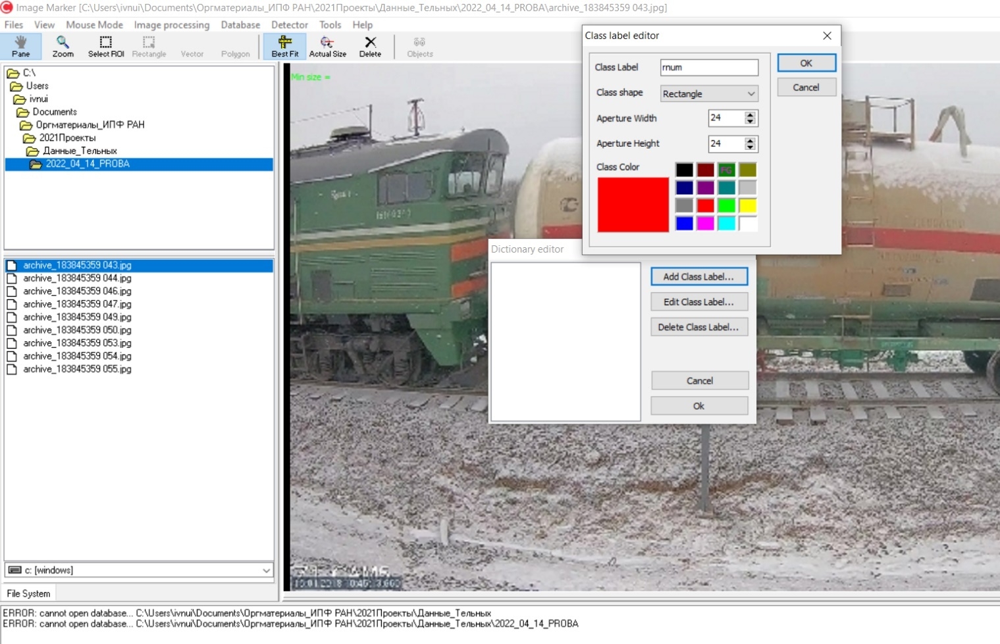 Image Marker [C:\Users\ivnui\Documents\Оргматериалы_ИПФ РАН\2021Проекты\Данные_Тельных\2022_04_14_PROBA\archive_183845359 043.jpg]
Files View Mouse Mode Image processing Database Detector Tools Help
Pane Zoom Select ROI Rectangle Vector Polygon Best Fit Actual Size Delete Objects
C:\
Users
ivnui
Documents
Оргматериалы_ИПФ РАН
2021Проекты
Данные_Тельных
2022_04_14_PROBA
archive_183845359 043.jpg
archive_183845359 044.jpg
archive_183845359 046.jpg
archive_183845359 047.jpg
archive_183845359 049.jpg
archive_183845359 050.jpg
archive_183845359 053.jpg
archive_183845359 054.jpg
archive_183845359 055.jpg
c: [windows]
File System
Min size =
Class label editor
Class Label rnum
OK
Class shape Rectangle
Cancel
Aperture Width 24
Aperture Height 24
Class Color
FG
Dictionary editor
Add Class Label...
Edit Class Label...
Delete Class Label...
Cancel
Ok
ERROR: cannot open database... C:\Users\ivnui\Documents\Оргматериалы_ИПФ РАН\2021Проекты\Данные_Тельных
ERROR: cannot open database... C:\Users\ivnui\Documents\Оргматериалы_ИПФ РАН\2021Проекты\Данные_Тельных\2022_04_14_PROBA